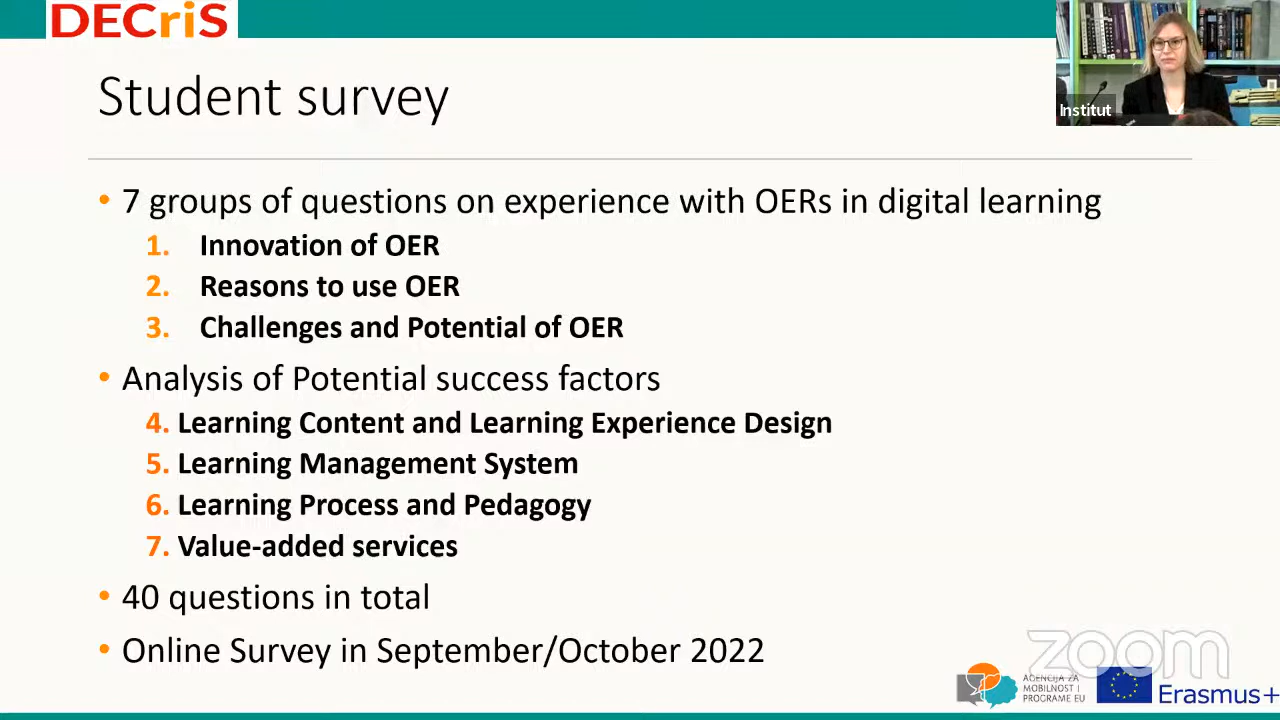 DECriS
Institut
Student survey
• 7 groups of questions on experience with OERs in digital learning
1. Innovation of OER
2. Reasons to use OER
3. Challenges and Potential of OER
• Analysis of Potential success factors
4. Learning Content and Learning Experience Design
5. Learning Management System
6. Learning Process and Pedagogy
7. Value-added services
• 40 questions in total
• Online Survey in September/October 2022
zoom
AGENCIJA ZA
MOBILNOST I
PROGRAME EU
Erasmus+